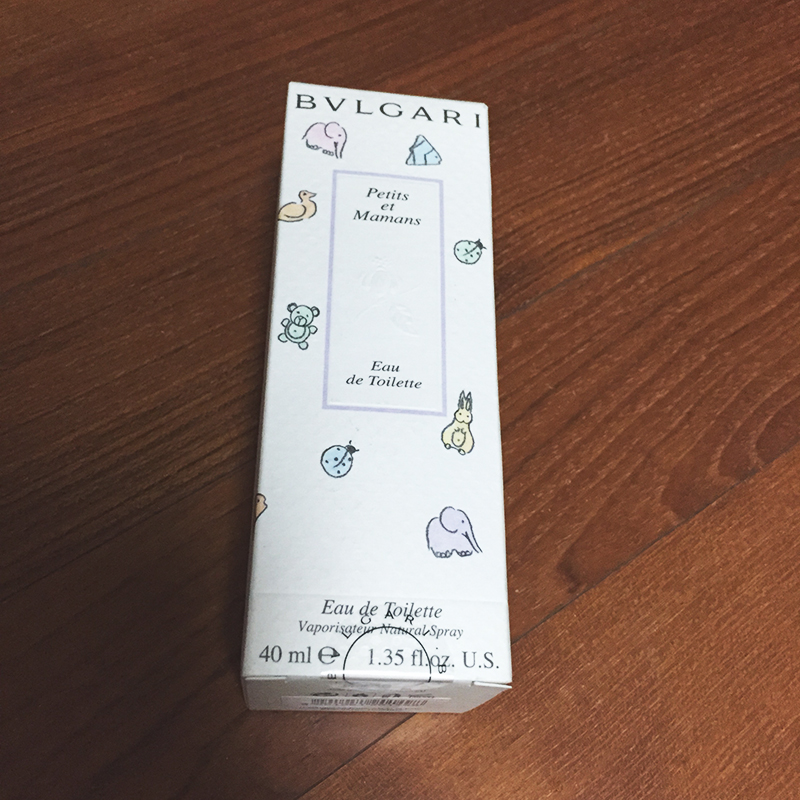 BVLGARI
Petits
et
Mamans
Eau
de Toilette
Eau de Toilette
Vaporisateur Natural Spray
40 ml ℮ 1.35 fl.oz. U.S.